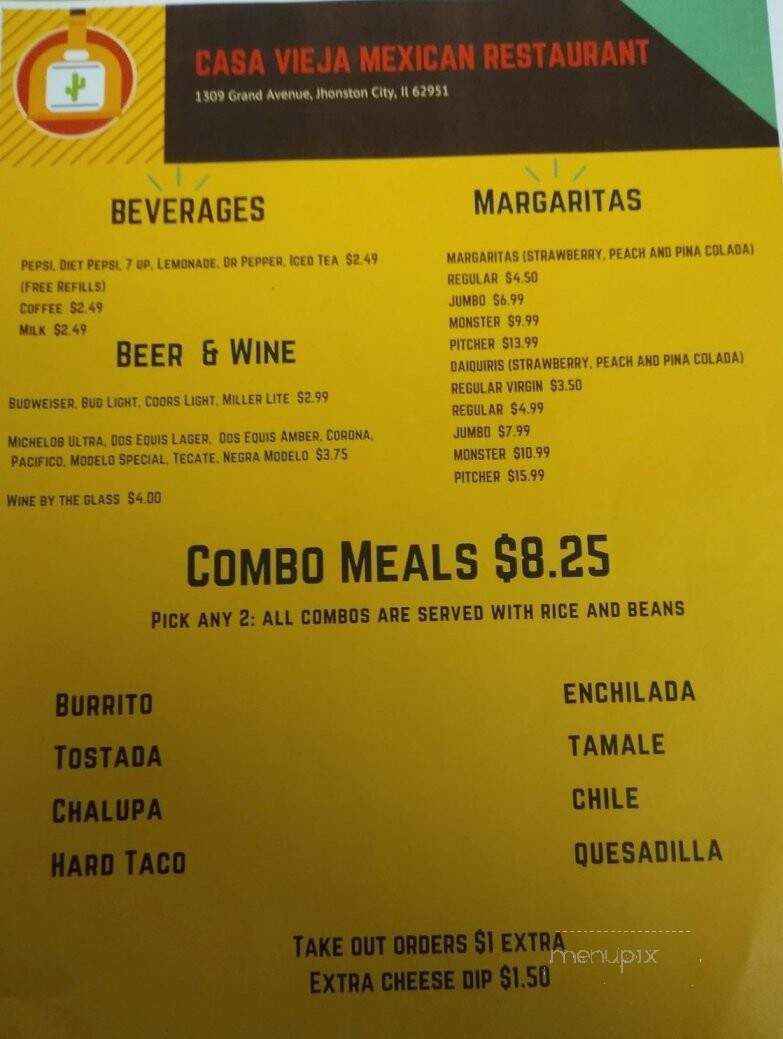 CASA VIEJA MEXICAN RESTAURANT
1309 Grand Avenue, Jhonston City, Il 62951
BEVERAGES
PEPSI, DIET PEPSI, 7 UP, LEMONADE, DR PEPPER, ICED TEA $2.49
(FREE REFILLS)
COFFEE $2.49
MILK $2.49
BEER & WINE
BUDWEISER, BUD LIGHT, COORS LIGHT, MILLER LITE $2.99
MICHELOB ULTRA, DOS EQUIS LAGER, DOS EQUIS AMBER, CORONA,
PACIFICO, MODELO SPECIAL, TECATE, NEGRA MODELO $3.75
WINE BY THE GLASS $4.00
MARGARITAS
MARGARITAS (STRAWBERRY, PEACH AND PINA COLADA)
REGULAR $4.50
JUMBO $6.99
MONSTER $9.99
PITCHER $13.99
DAIQUIRIS (STRAWBERRY, PEACH AND PINA COLADA)
REGULAR VIRGIN $3.50
REGULAR $4.99
JUMBO $7.99
MONSTER $10.99
PITCHER $15.99
COMBO MEALS $8.25
PICK ANY 2: ALL COMBOS ARE SERVED WITH RICE AND BEANS
BURRITO
TOSTADA
CHALUPA
HARD TACO
ENCHILADA
TAMALE
CHILE
QUESADILLA
TAKE OUT ORDERS $1 EXTRA
EXTRA CHEESE DIP $1.50
menupix